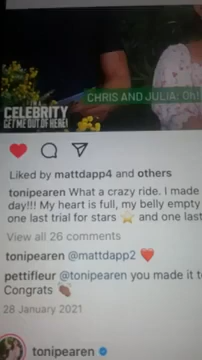 CHRIS AND JULIA: Oh!
I'M A
CELEBRITY
GET ME OUT OF HERE!
Liked by mattdapp4 and others
tonipearen What a crazy ride. I made
day!!! My heart is full, my belly empty
one last trial for stars ⭐ and one last
View all 26 comments
tonipearen @mattdapp2 ❤️
pettifleur @tonipearen you made it t
Congrats 👏🏽
28 January 2021
tonipearen